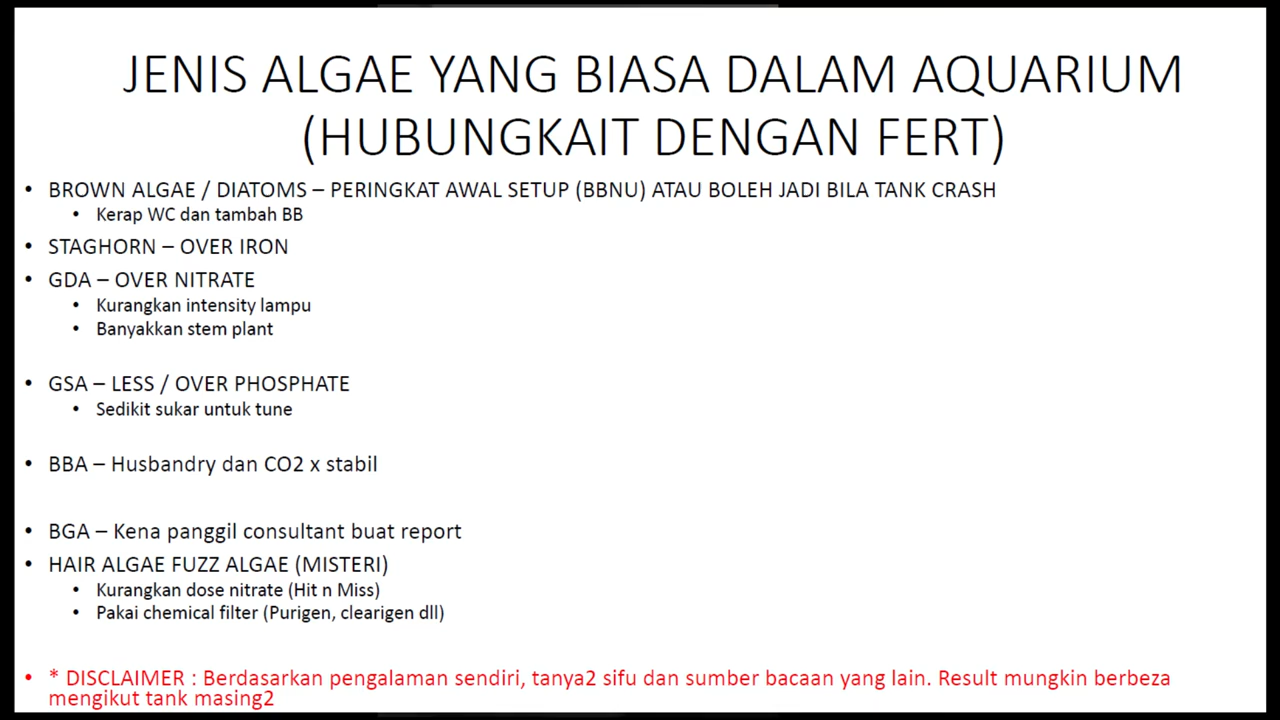 JENIS ALGAE YANG BIASA DALAM AQUARIUM
(HUBUNGKAIT DENGAN FERT)
• BROWN ALGAE / DIATOMS – PERINGKAT AWAL SETUP (BBNU) ATAU BOLEH JADI BILA TANK CRASH
• Kerap WC dan tambah BB
• STAGHORN – OVER IRON
• GDA – OVER NITRATE
• Kurangkan intensity lampu
• Banyakkan stem plant
• GSA – LESS / OVER PHOSPHATE
• Sedikit sukar untuk tune
• BBA – Husbandry dan CO2 x stabil
• BGA – Kena panggil consultant buat report
• HAIR ALGAE FUZZ ALGAE (MISTERI)
• Kurangkan dose nitrate (Hit n Miss)
• Pakai chemical filter (Purigen, clearigen dll)
• * DISCLAIMER : Berdasarkan pengalaman sendiri, tanya2 sifu dan sumber bacaan yang lain. Result mungkin berbeza
mengikut tank masing2